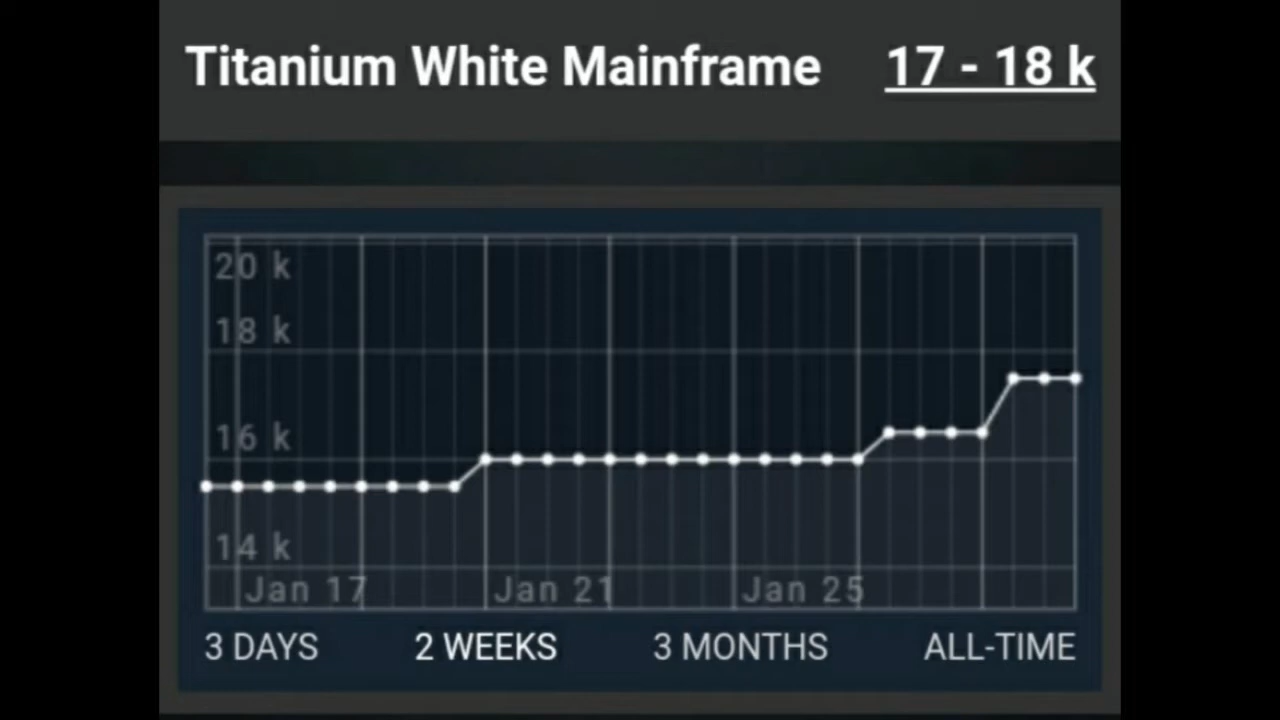 Titanium White Mainframe 17 - 18 k
20 k
18 k
16 k
14 k
Jan 17 Jan 21 Jan 25
3 DAYS 2 WEEKS 3 MONTHS ALL-TIME